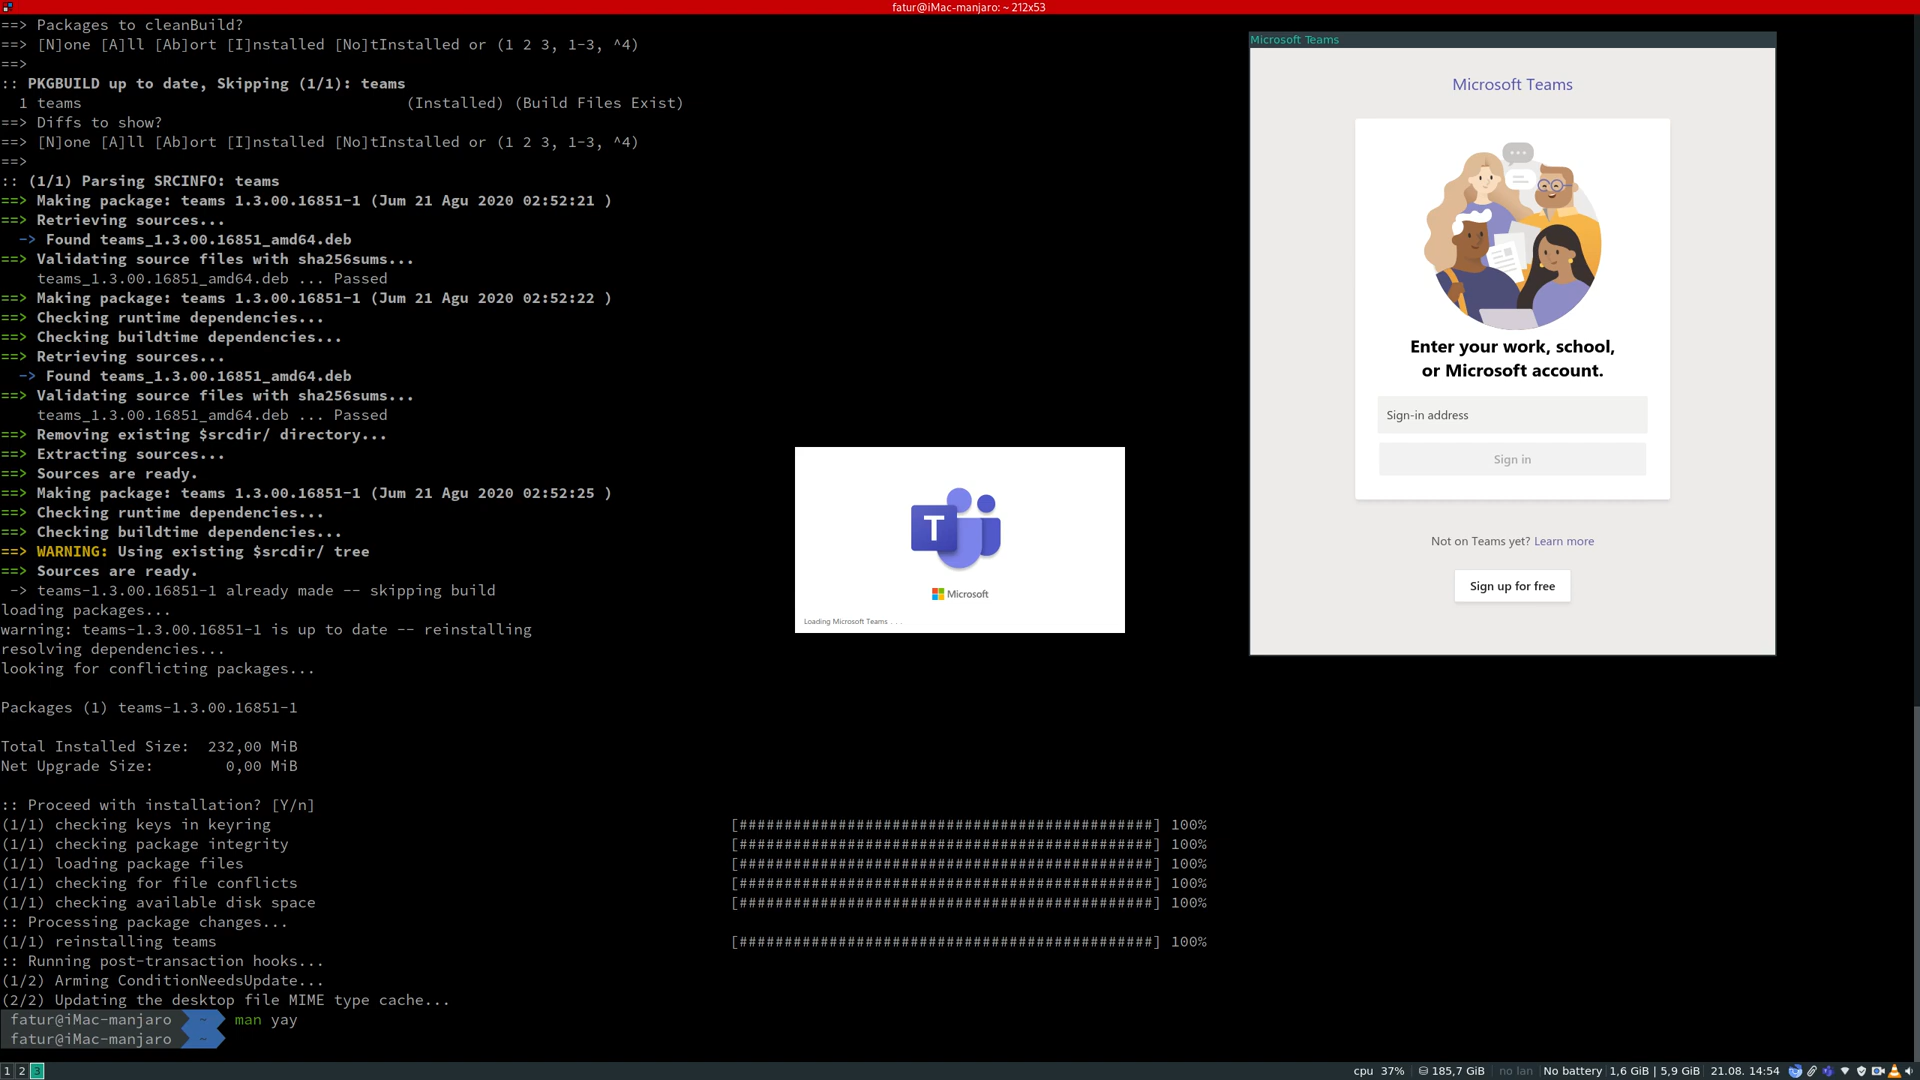 fatur@iMac-manjaro: ~ 212x53
==> Packages to cleanBuild?
==> [N]one [A]ll [Ab]ort [I]nstalled [No]tInstalled or (1 2 3, 1-3, ^4)
==>
:: PKGBUILD up to date, Skipping (1/1): teams
1 teams (Installed) (Build Files Exist)
==> Diffs to show?
==> [N]one [A]ll [Ab]ort [I]nstalled [No]tInstalled or (1 2 3, 1-3, ^4)
==>
:: (1/1) Parsing SRCINFO: teams
==> Making package: teams 1.3.00.16851-1 (Jum 21 Agu 2020 02:52:21 )
==> Retrieving sources...
-> Found teams_1.3.00.16851_amd64.deb
==> Validating source files with sha256sums...
teams_1.3.00.16851_amd64.deb ... Passed
==> Making package: teams 1.3.00.16851-1 (Jum 21 Agu 2020 02:52:22 )
==> Checking runtime dependencies...
==> Checking buildtime dependencies...
==> Retrieving sources...
-> Found teams_1.3.00.16851_amd64.deb
==> Validating source files with sha256sums...
teams_1.3.00.16851_amd64.deb ... Passed
==> Removing existing $srcdir/ directory...
==> Extracting sources...
==> Sources are ready.
==> Making package: teams 1.3.00.16851-1 (Jum 21 Agu 2020 02:52:25 )
==> Checking runtime dependencies...
==> Checking buildtime dependencies...
==> WARNING: Using existing $srcdir/ tree
==> Sources are ready.
-> teams-1.3.00.16851-1 already made -- skipping build
loading packages...
warning: teams-1.3.00.16851-1 is up to date -- reinstalling
resolving dependencies...
looking for conflicting packages...
Packages (1) teams-1.3.00.16851-1
Total Installed Size: 232,00 MiB
Net Upgrade Size: 0,00 MiB
:: Proceed with installation? [Y/n]
(1/1) checking keys in keyring [##############################################] 100%
(1/1) checking package integrity [##############################################] 100%
(1/1) loading package files [##############################################] 100%
(1/1) checking for file conflicts [##############################################] 100%
(1/1) checking available disk space [##############################################] 100%
:: Processing package changes...
(1/1) reinstalling teams [##############################################] 100%
:: Running post-transaction hooks...
(1/2) Arming ConditionNeedsUpdate...
(2/2) Updating the desktop file MIME type cache...
fatur@iMac-manjaro ~ man yay
fatur@iMac-manjaro ~
T
Microsoft
Loading Microsoft Teams . . .
Microsoft Teams
Microsoft Teams
Enter your work, school,
or Microsoft account.
Sign-in address
Sign in
Not on Teams yet? Learn more
Sign up for free
1 2 3
cpu 37% 185,7 GiB no lan No battery 1,6 GiB | 5,9 GiB 21.08. 14:54